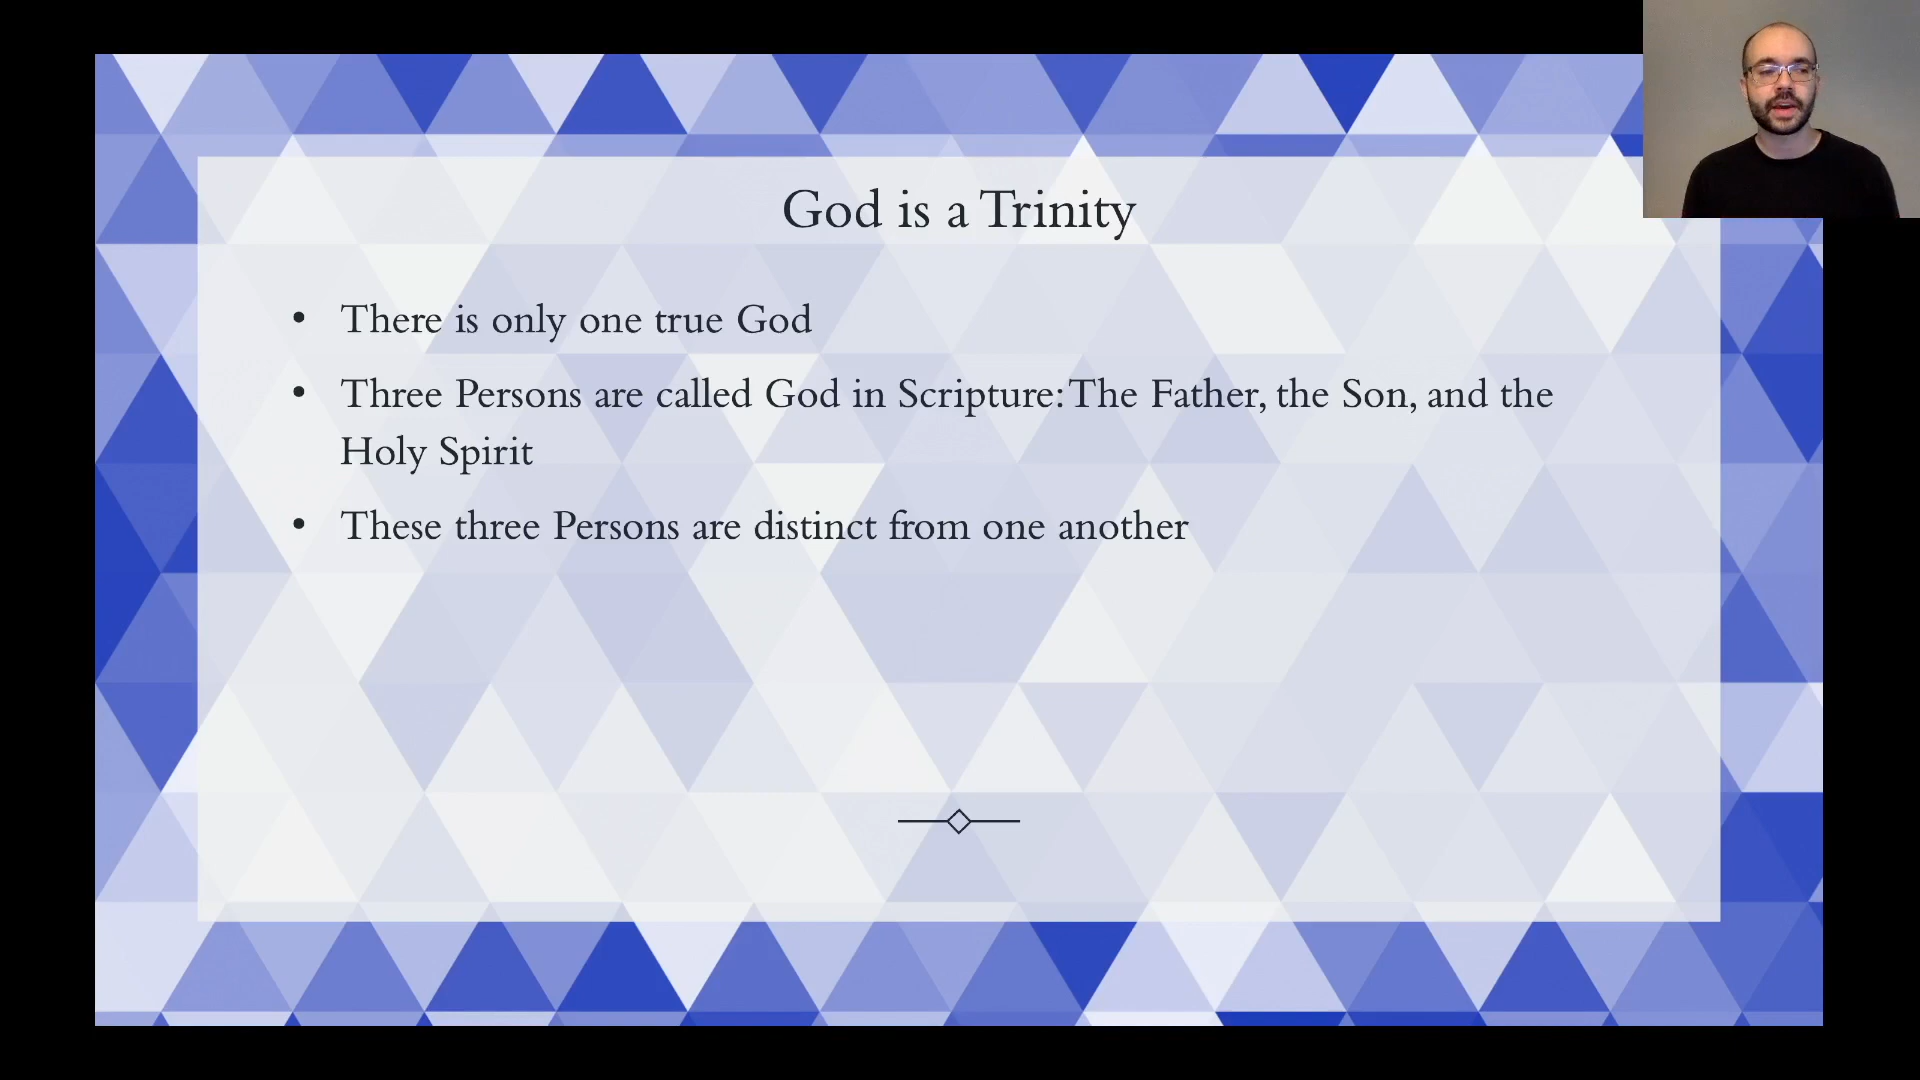 God is a Trinity
• There is only one true God
• Three Persons are called God in Scripture: The Father, the Son, and the
Holy Spirit
• These three Persons are distinct from one another